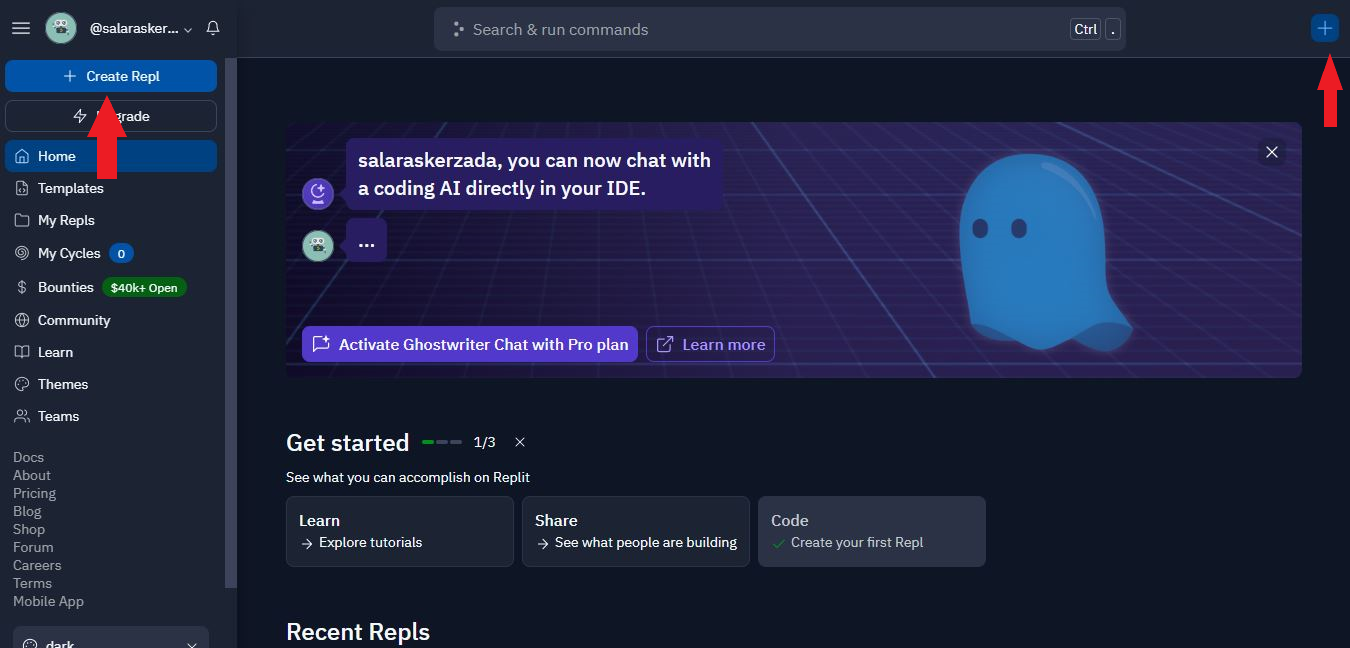 @salarasker...
Search & run commands
Ctrl .
Create Repl
grade
Home
Templates
My Repls
My Cycles 0
Bounties $40k+ Open
Community
Learn
Themes
Teams
Docs
About
Pricing
Blog
Shop
Forum
Careers
Terms
Mobile App
dark
salaraskerzada, you can now chat with
a coding AI directly in your IDE.
...
Activate Ghostwriter Chat with Pro plan
Learn more
Get started 1/3
See what you can accomplish on Replit
Learn
Explore tutorials
Share
See what people are building
Code
Create your first Repl
Recent Repls